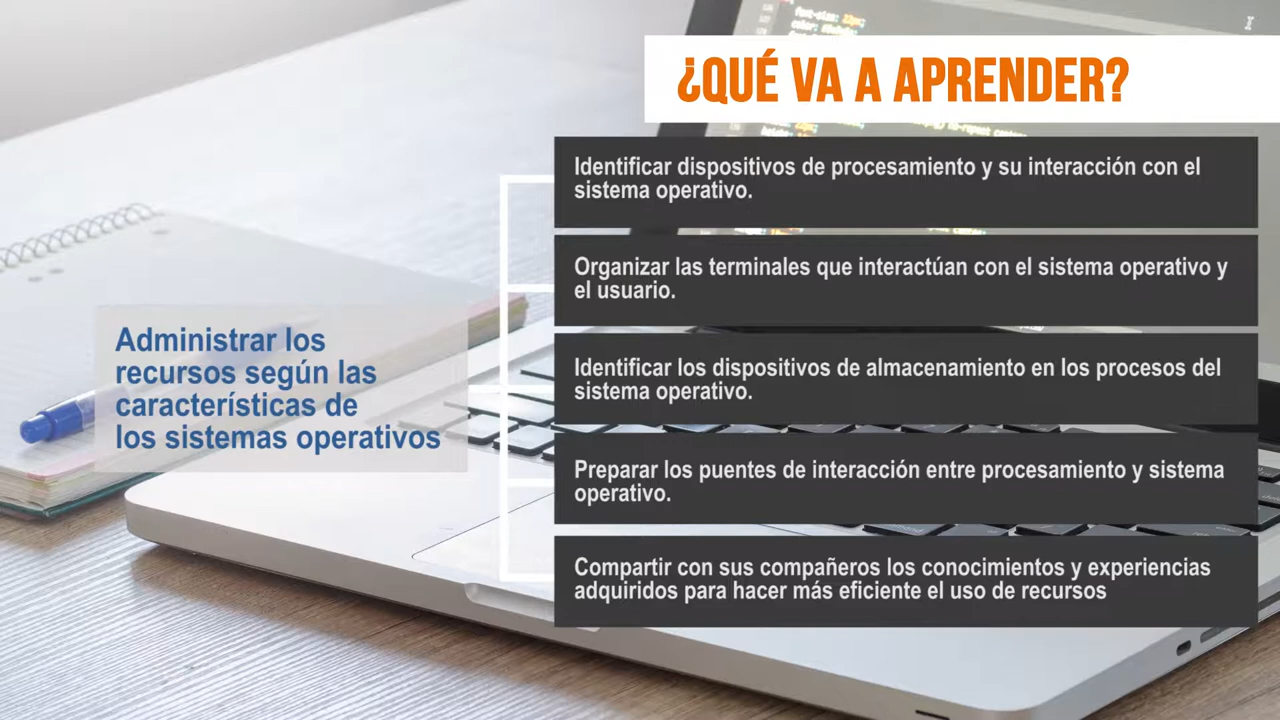 ¿QUÉ VA A APRENDER?
Identificar dispositivos de procesamiento y su interacción con el
sistema operativo.
Organizar las terminales que interactúan con el sistema operativo y
el usuario.
Administrar los
recursos según las
características de
los sistemas operativos
Identificar los dispositivos de almacenamiento en los procesos del
sistema operativo.
Preparar los puentes de interacción entre procesamiento y sistema
operativo.
Compartir con sus compañeros los conocimientos y experiencias
adquiridos para hacer más eficiente el uso de recursos